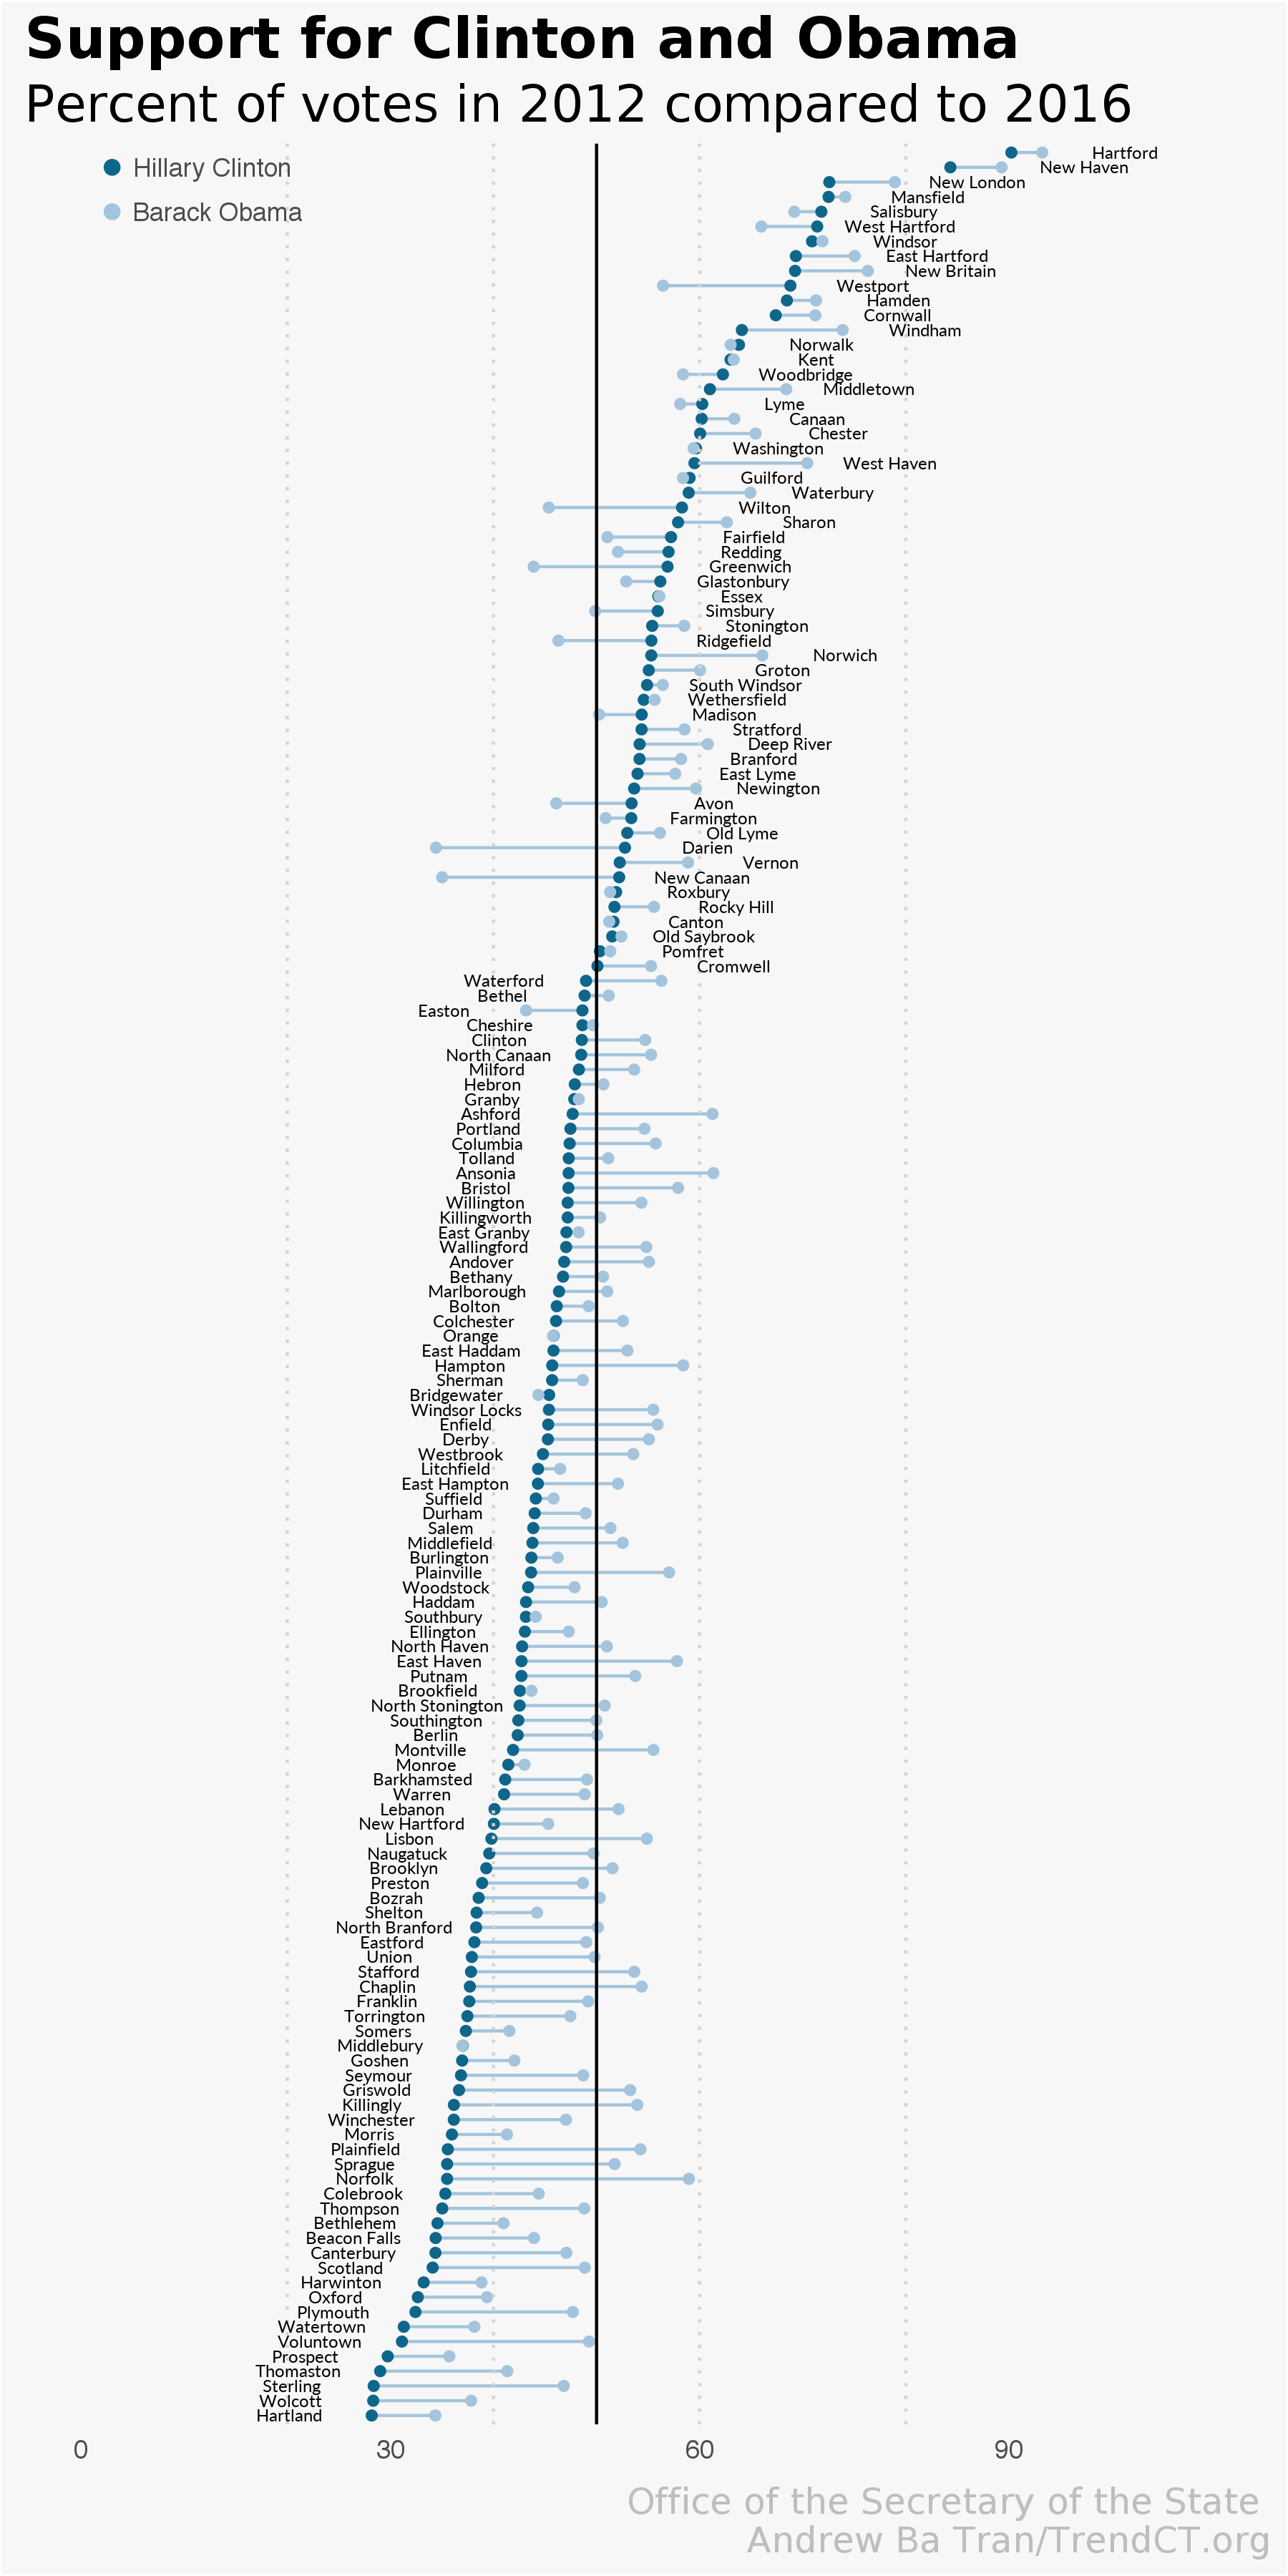 Support for Clinton and Obama
Percent of votes in 2012 compared to 2016
Hillary Clinton
Barack Obama
Hartford
New Haven
New London
Mansfield
Salisbury
West Hartford
Windsor
East Hartford
New Britain
Westport
Hamden
Cornwall
Windham
Norwalk
Kent
Woodbridge
Middletown
Lyme
Canaan
Chester
Washington
West Haven
Guilford
Waterbury
Wilton
Sharon
Fairfield
Redding
Greenwich
Glastonbury
Essex
Simsbury
Stonington
Ridgefield
Norwich
Groton
South Windsor
Wethersfield
Madison
Stratford
Deep River
Branford
East Lyme
Newington
Avon
Farmington
Old Lyme
Darien
Vernon
New Canaan
Roxbury
Rocky Hill
Canton
Old Saybrook
Pomfret
Cromwell
Waterford
Bethel
Easton
Cheshire
Clinton
North Canaan
Milford
Hebron
Granby
Ashford
Portland
Columbia
Tolland
Ansonia
Bristol
Willington
Killingworth
East Granby
Wallingford
Andover
Bethany
Marlborough
Bolton
Colchester
Orange
East Haddam
Hampton
Sherman
Bridgewater
Windsor Locks
Enfield
Derby
Westbrook
Litchfield
East Hampton
Suffield
Durham
Salem
Middlefield
Burlington
Plainville
Woodstock
Haddam
Southbury
Ellington
North Haven
East Haven
Putnam
Brookfield
North Stonington
Southington
Berlin
Montville
Monroe
Barkhamsted
Warren
Lebanon
New Hartford
Lisbon
Naugatuck
Brooklyn
Preston
Bozrah
Shelton
North Branford
Eastford
Union
Stafford
Chaplin
Franklin
Torrington
Somers
Middlebury
Goshen
Seymour
Griswold
Killingly
Winchester
Morris
Plainfield
Sprague
Norfolk
Colebrook
Thompson
Bethlehem
Beacon Falls
Canterbury
Scotland
Harwinton
Oxford
Plymouth
Watertown
Voluntown
Prospect
Thomaston
Sterling
Wolcott
Hartland
0 30 60 90
Office of the Secretary of the State
Andrew Ba Tran/TrendCT.org